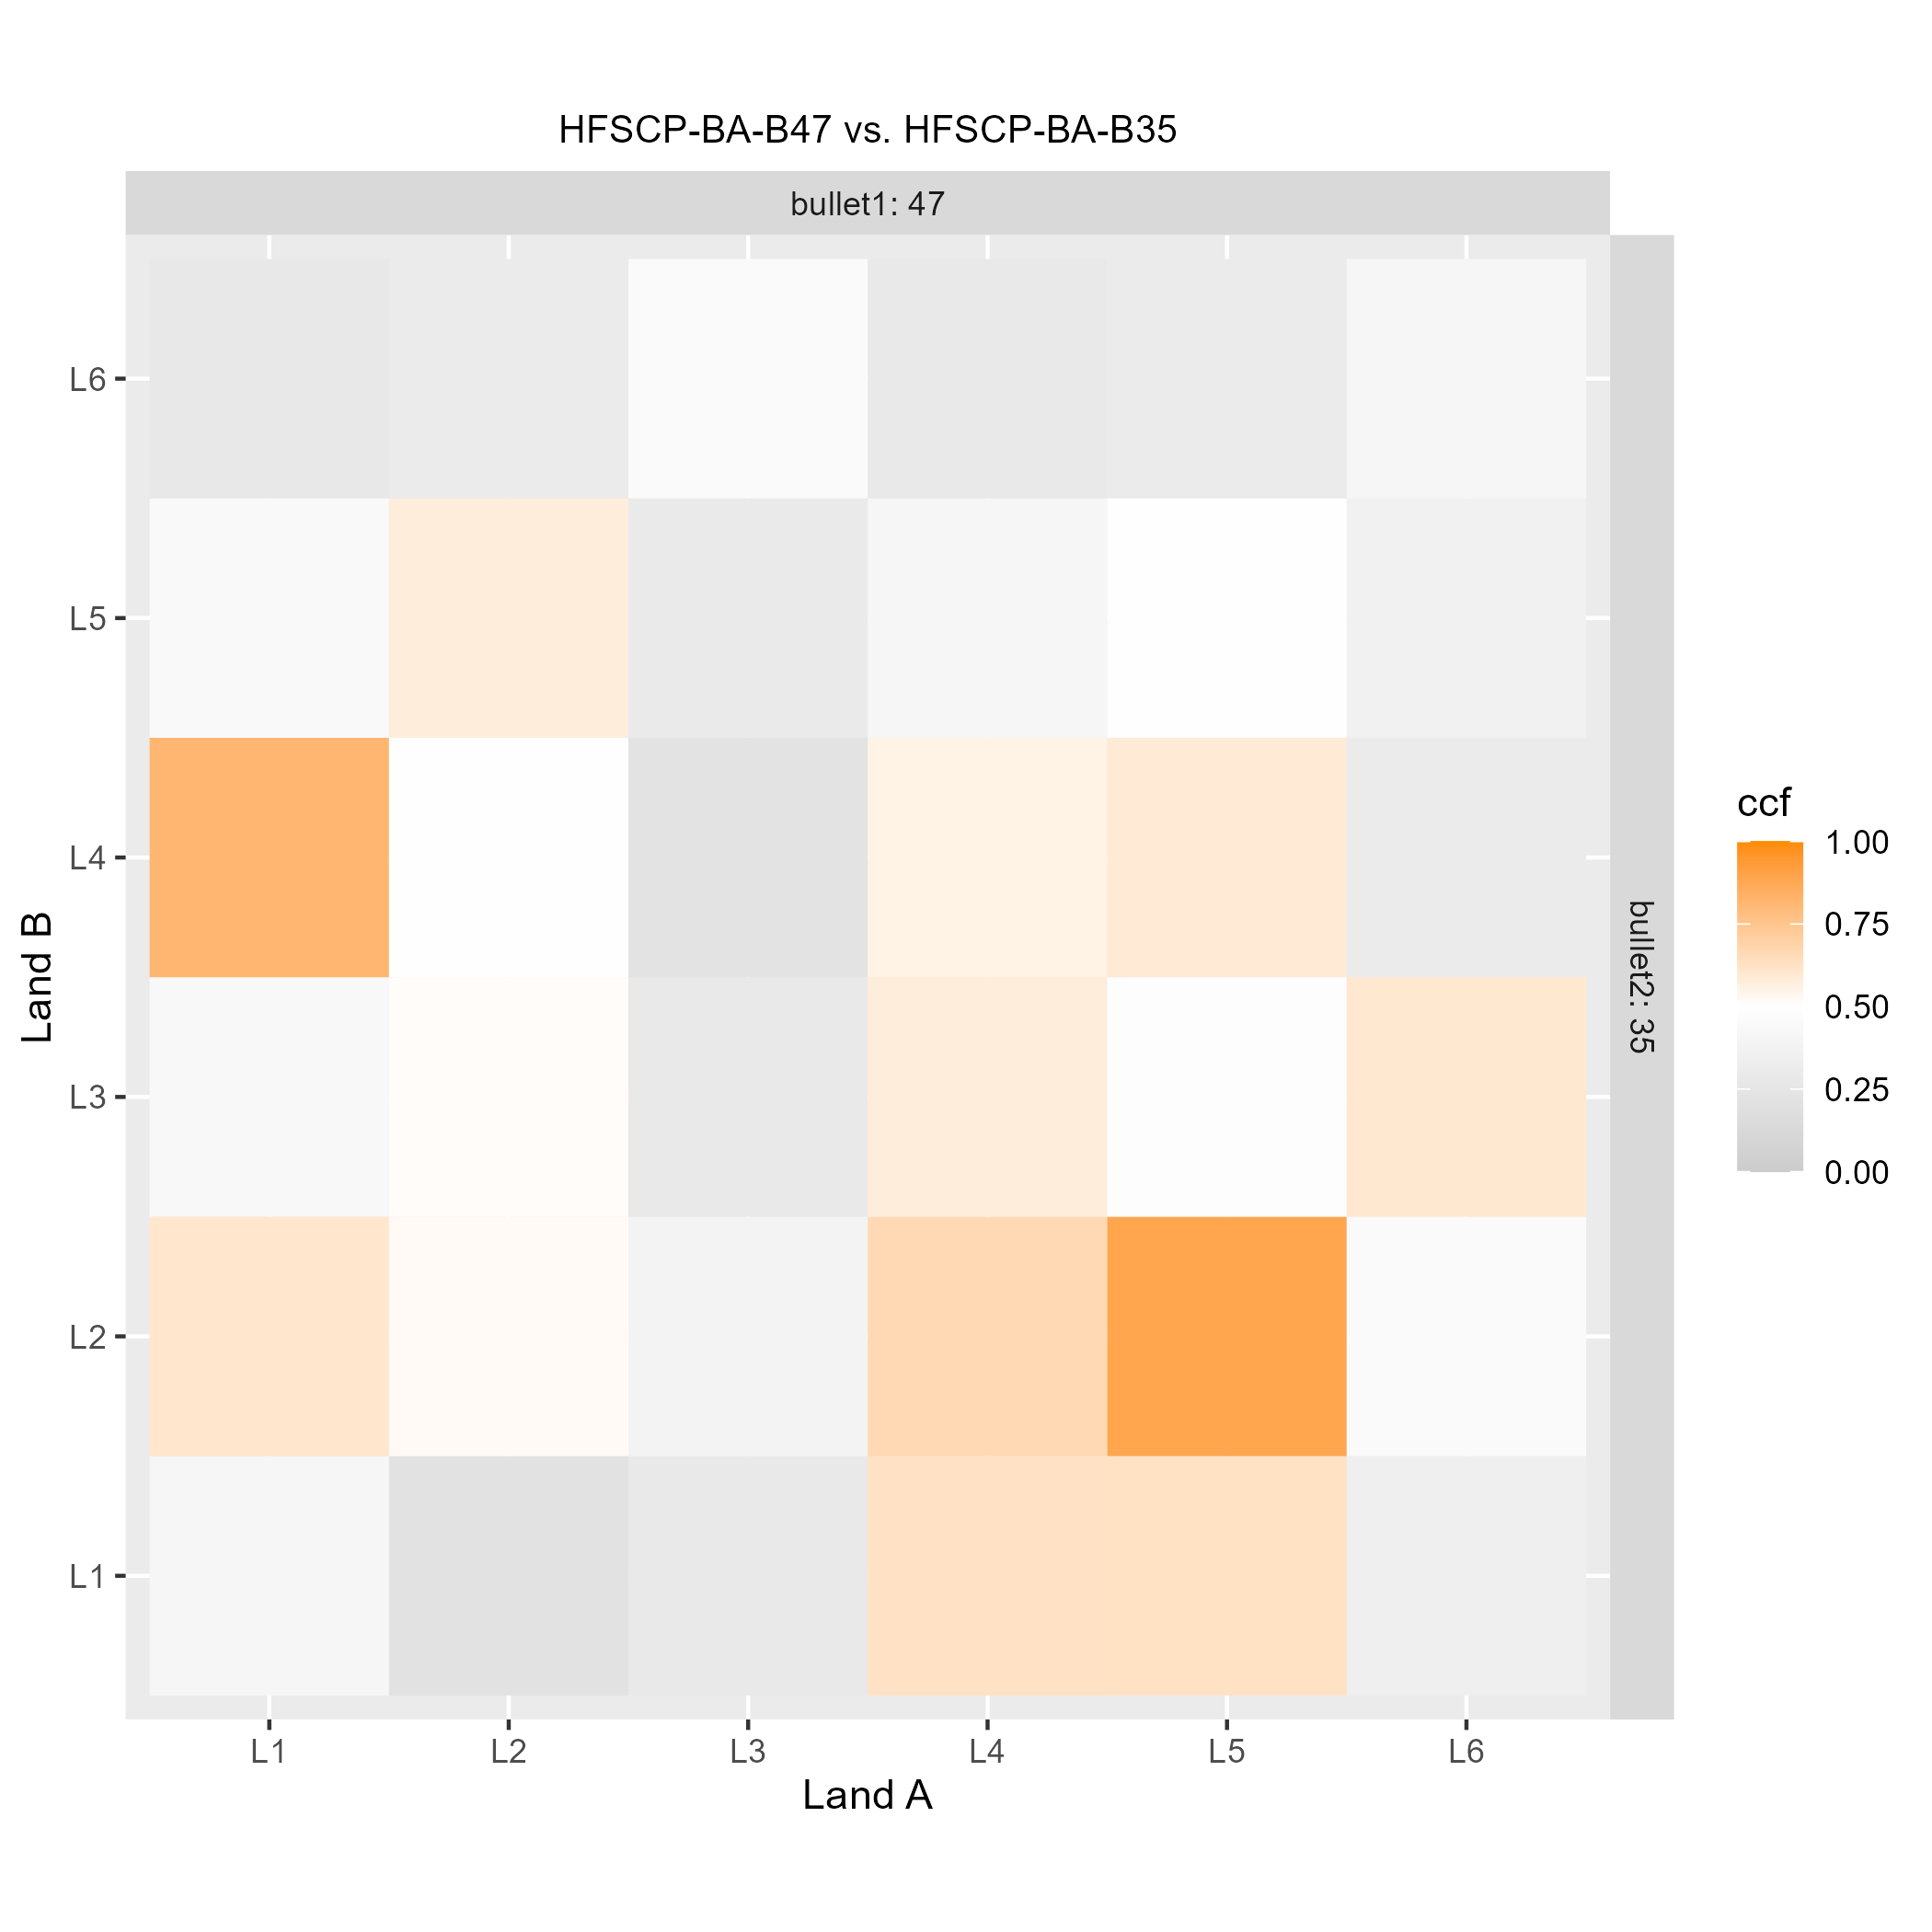 HFSCP-BA-B47 vs. HFSCP-BA-B35
bullet1: 47
L6
L5
L4
L3
L2
L1
Land B
bullet2: 35
ccf
1.00
0.75
0.50
0.25
0.00
L1 L2 L3 L4 L5 L6
Land A